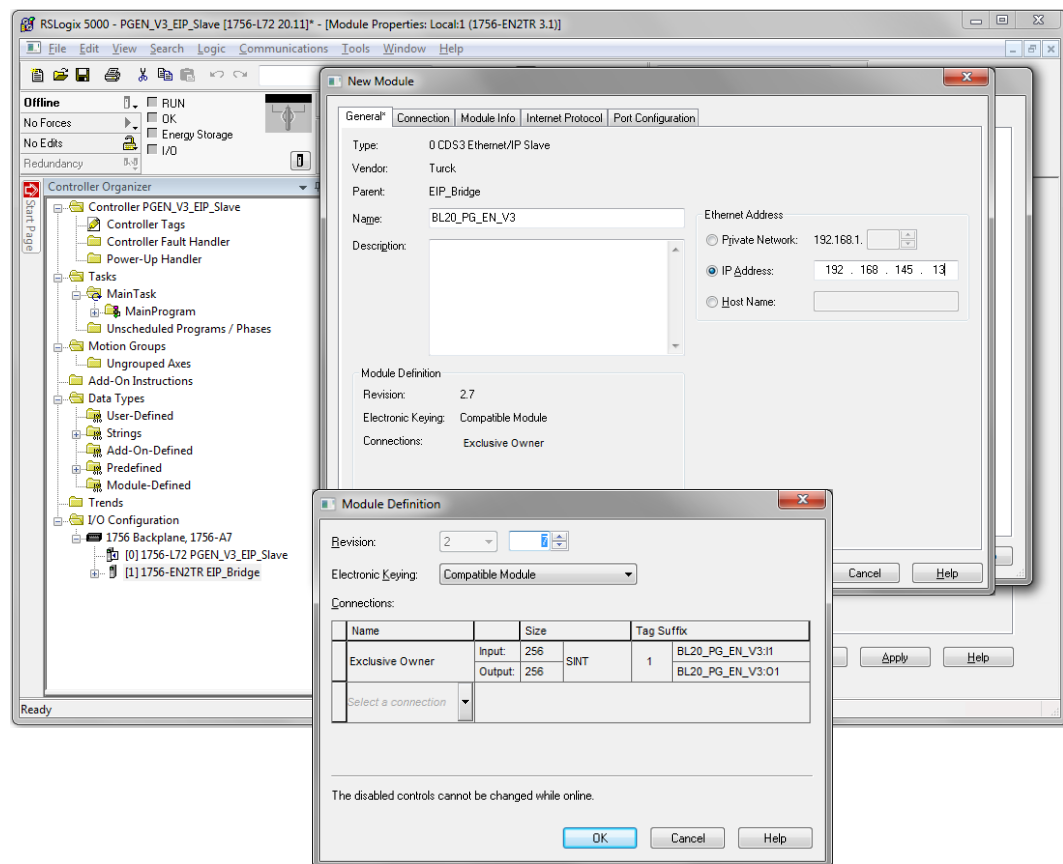 RSLogix 5000 - PGEN_V3_EIP_Slave [1756-L72 20.11]* - [Module Properties: Local:1 (1756-EN2TR 3.1)]
File Edit View Search Logic Communications Tools Window Help
Offline
RUN
No Forces
OK
No Edits
Energy Storage
Redundancy
I/O
Start Page
Controller Organizer
Controller PGEN_V3_EIP_Slave
Controller Tags
Controller Fault Handler
Power-Up Handler
Tasks
MainTask
MainProgram
Unscheduled Programs / Phases
Motion Groups
Ungrouped Axes
Add-On Instructions
Data Types
User-Defined
Strings
Add-On-Defined
Predefined
Module-Defined
Trends
I/O Configuration
1756 Backplane, 1756-A7
[0] 1756-L72 PGEN_V3_EIP_Slave
[1] 1756-EN2TR EIP_Bridge
Ready
New Module
General* Connection Module Info Internet Protocol Port Configuration
Type: 0 CDS3 Ethernet/IP Slave
Vendor: Turck
Parent: EIP_Bridge
Name: BL20_PG_EN_V3
Description:
Ethernet Address
Private Network: 192.168.1.
IP Address: 192 . 168 . 145 . 13
Host Name:
Module Definition
Revision: 2.7
Electronic Keying: Compatible Module
Connections: Exclusive Owner
Cancel Help
Apply Help
Module Definition
Revision: 2 7
Electronic Keying: Compatible Module
Connections:
Name Size Tag Suffix
Exclusive Owner Input: 256 SINT 1 BL20_PG_EN_V3:I1
Output: 256 BL20_PG_EN_V3:O1
Select a connection
The disabled controls cannot be changed while online.
OK Cancel Help